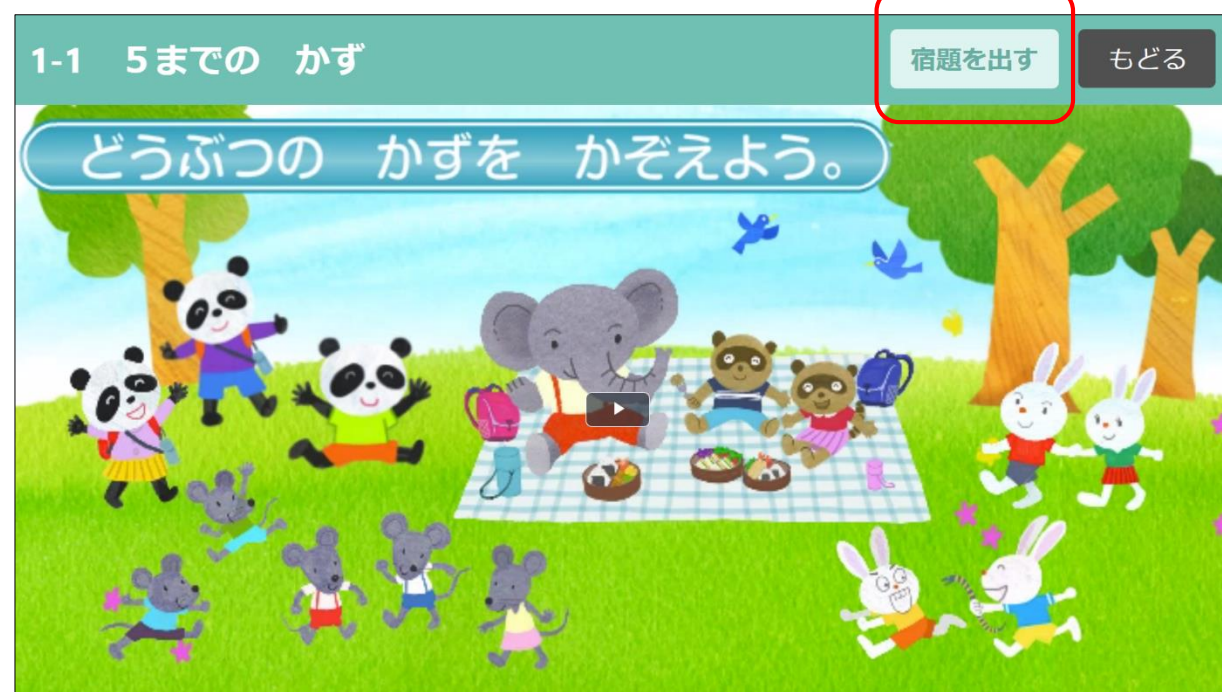 1-1　５までの　かず
宿題を出す
もどる
どうぶつの　かずを　かぞえよう。